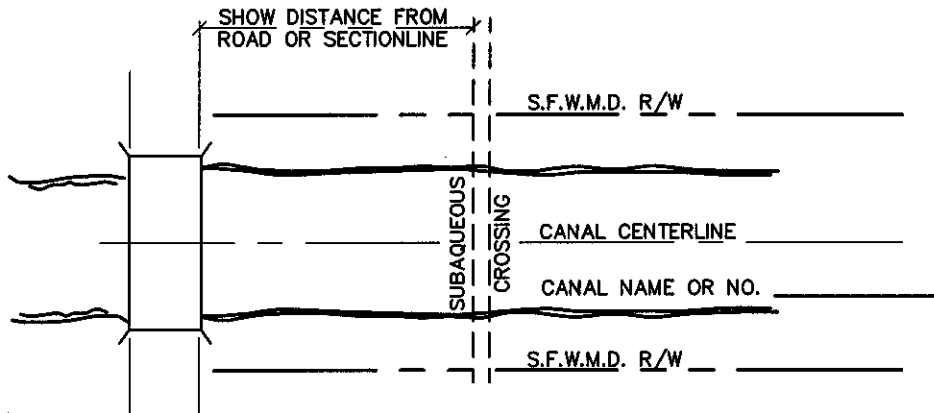 SHOW DISTANCE FROM
ROAD OR SECTIONLINE
S.F.W.M.D. R/W
SUBAQUEOUS
CROSSING
CANAL CENTERLINE
CANAL NAME OR NO.
S.F.W.M.D. R/W